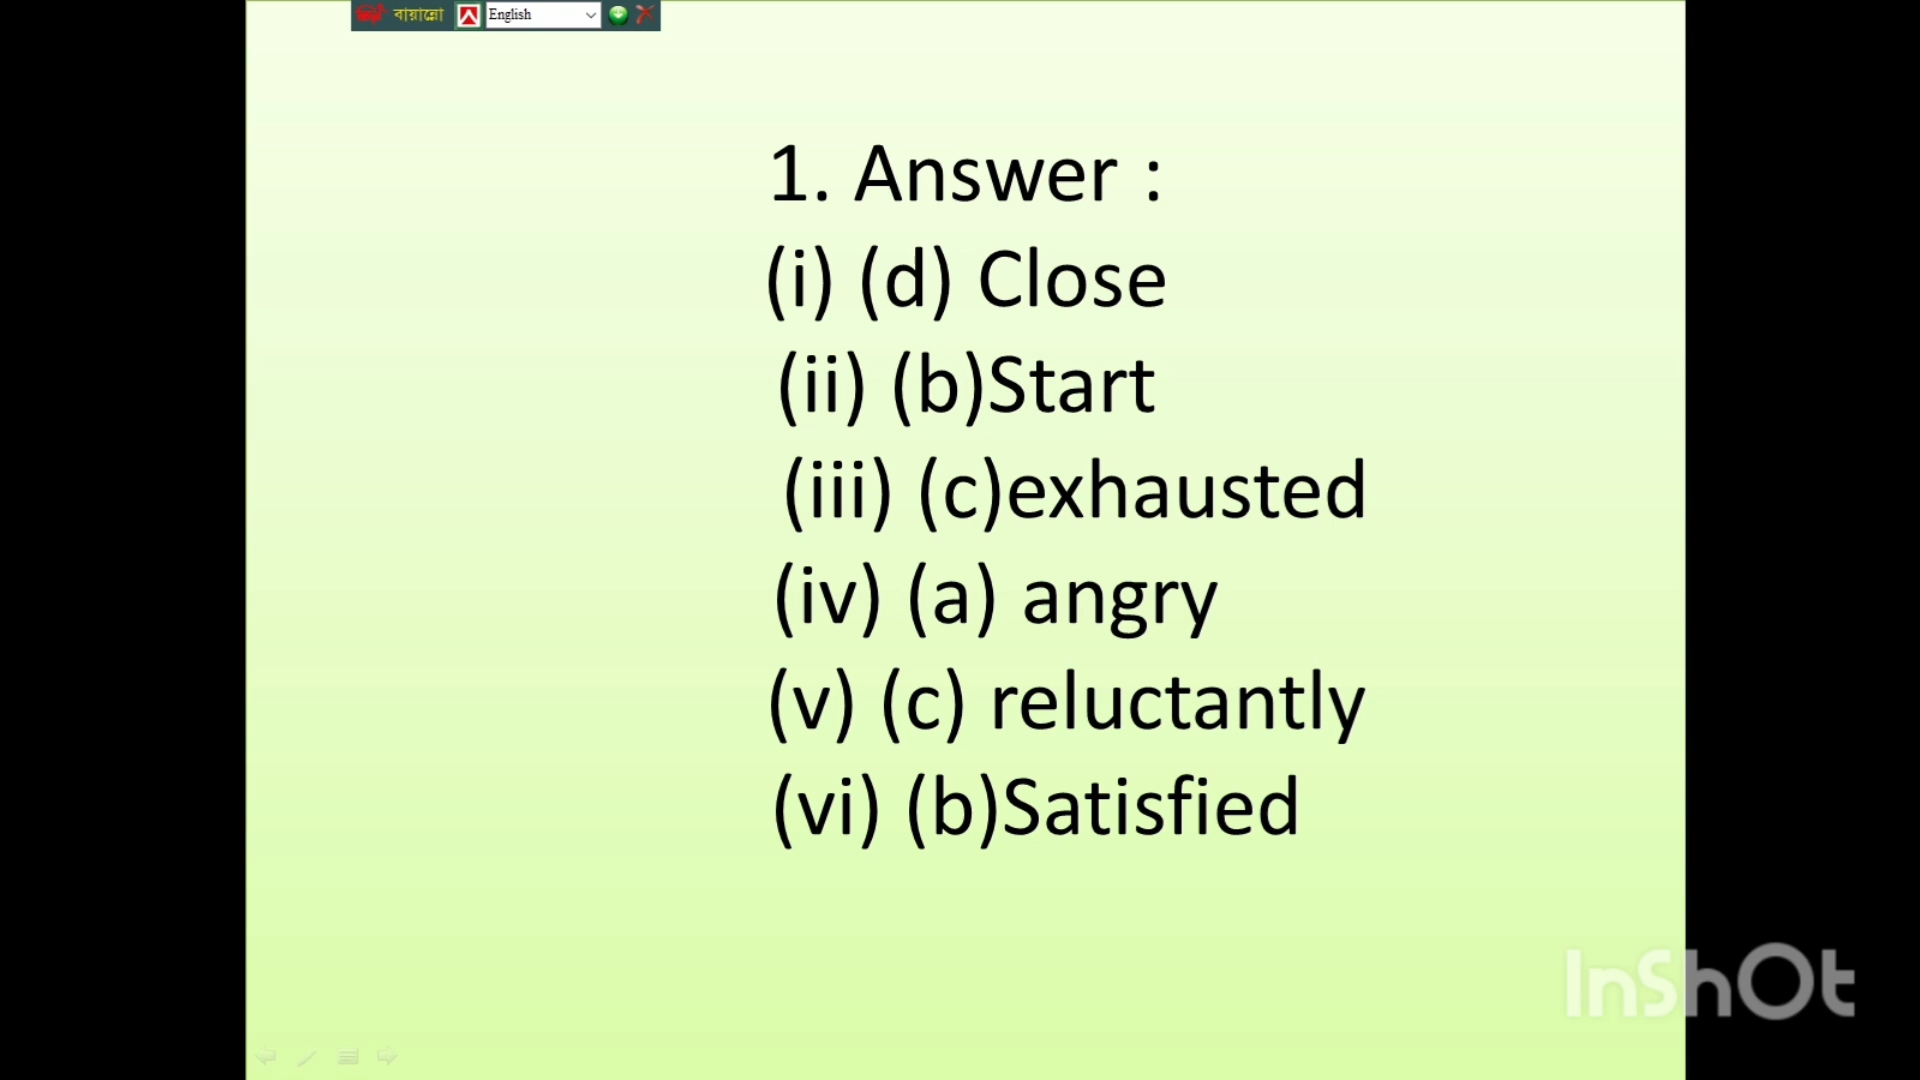 বায়ান্নো English
1. Answer :
(i) (d) Close
(ii) (b)Start
(iii) (c)exhausted
(iv) (a) angry
(v) (c) reluctantly
(vi) (b)Satisfied
InShOt